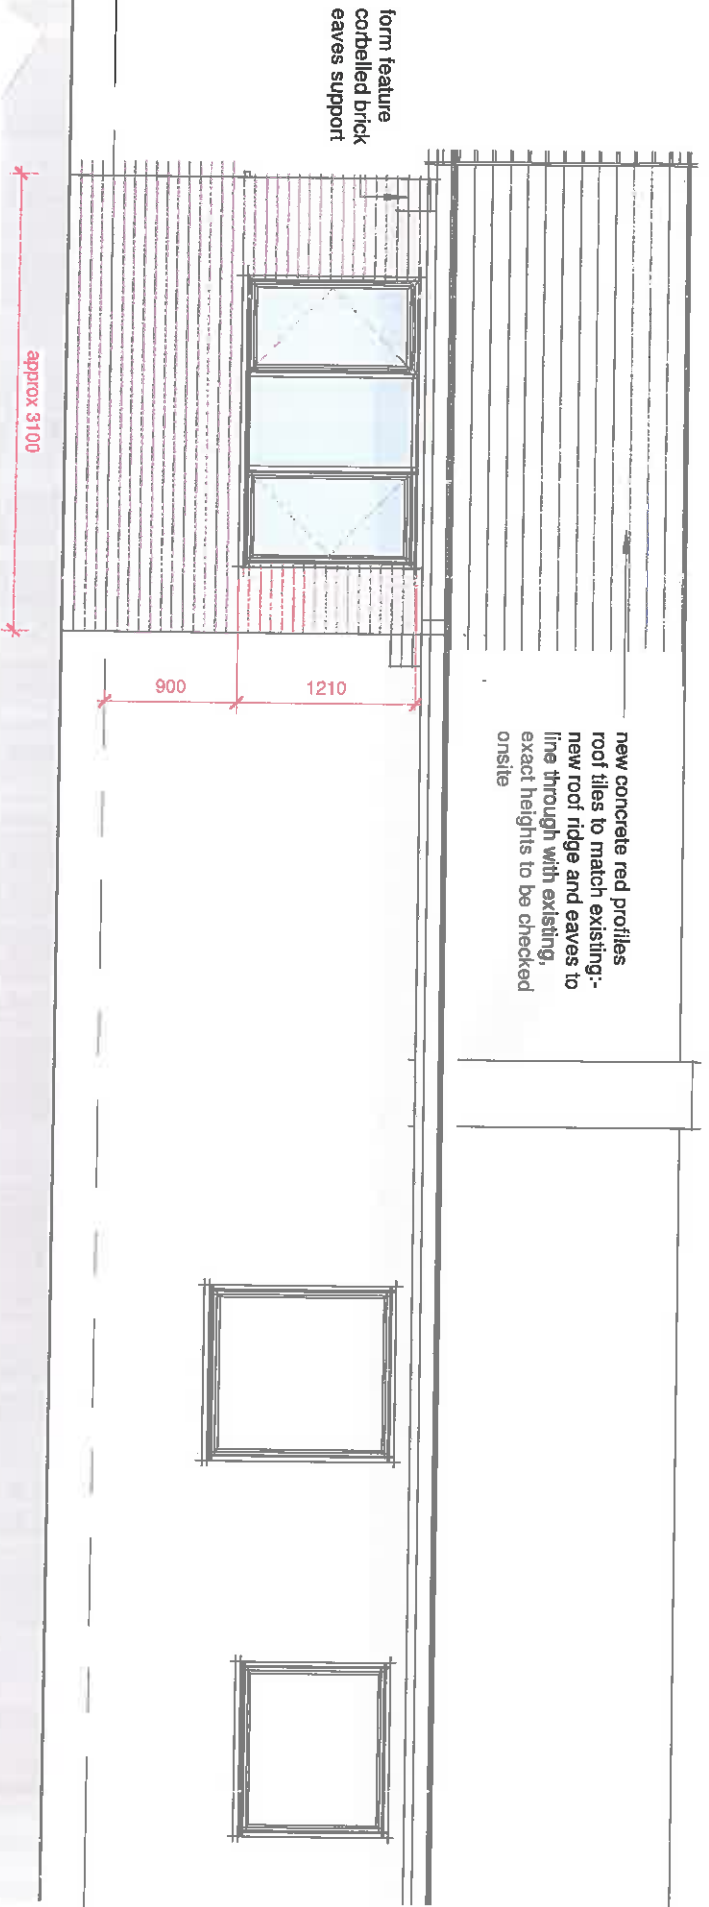 form feature
corbelled brick
eaves support
new concrete red profiles
roof tiles to match existing:-
new roof ridge and eaves to
line through with existing,
exact heights to be checked
onsite
1210
900
approx 3100